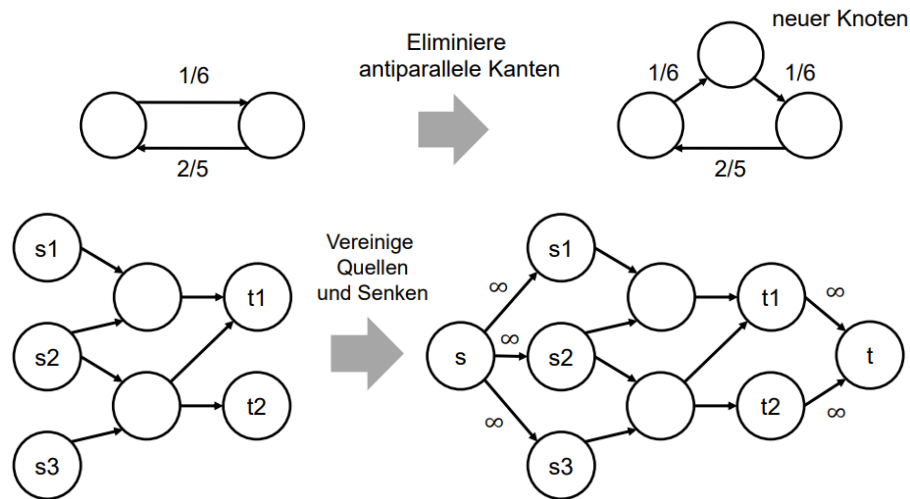 neuer Knoten
Eliminiere
antiparallele Kanten
1/6
2/5
1/6
1/6
2/5
s1
s2
s3
t1
t2
Vereinige
Quellen
und Senken
s
∞
∞
∞
s1
s2
s3
t1
t2
∞
∞
t